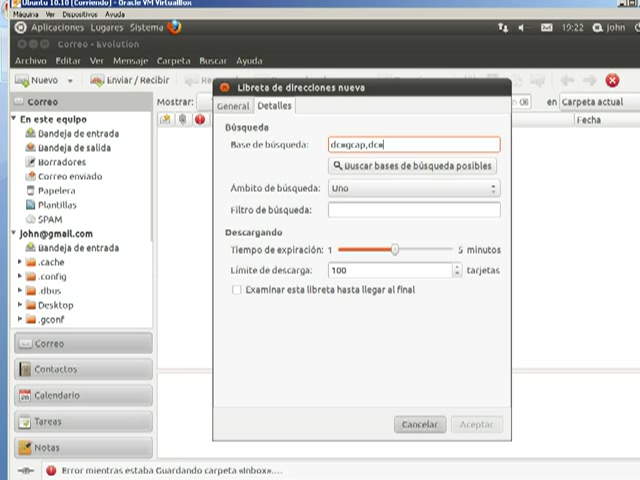 Ubuntu 10.10 [Corriendo] - Oracle VM VirtualBox
Máquina Ver Dispositivos Ayuda
Aplicaciones Lugares Sistema 19:22 john
Correo - Evolution
Archivo Editar Ver Mensaje Carpeta Buscar Ayuda
Nuevo Enviar / Recibir
Correo
Mostrar: en Carpeta actual
Fecha
En este equipo
Bandeja de entrada
Bandeja de salida
Borradores
Correo enviado
Papelera
Plantillas
SPAM
john@gmail.com
Bandeja de entrada
.cache
.config
.dbus
Desktop
.gconf
Correo
Contactos
Calendario
Tareas
Notas
Error mientras estaba Guardando carpeta «Inbox»....
Libreta de direcciones nueva
General Detalles
Búsqueda
Base de búsqueda: dc=gcap,dc=
Buscar bases de búsqueda posibles
Ámbito de búsqueda: Uno
Filtro de búsqueda:
Descargando
Tiempo de expiración: 1 5 minutos
Límite de descarga: 100 tarjetas
Examinar esta libreta hasta llegar al final
Cancelar Aceptar